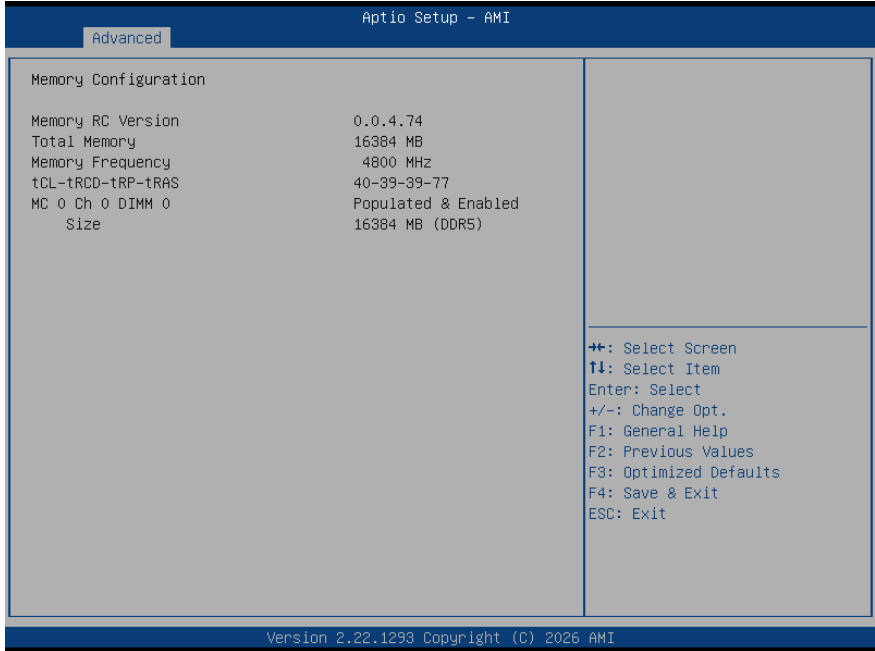 Aptio Setup – AMI
Advanced
Memory Configuration
Memory RC Version 0.0.4.74
Total Memory 16384 MB
Memory Frequency 4800 MHz
tCL-tRCD-tRP-tRAS 40-39-39-77
MC 0 Ch 0 DIMM 0 Populated & Enabled
Size 16384 MB (DDR5)
→←: Select Screen
↑↓: Select Item
Enter: Select
+/-: Change Opt.
F1: General Help
F2: Previous Values
F3: Optimized Defaults
F4: Save & Exit
ESC: Exit
Version 2.22.1293 Copyright (C) 2026 AMI